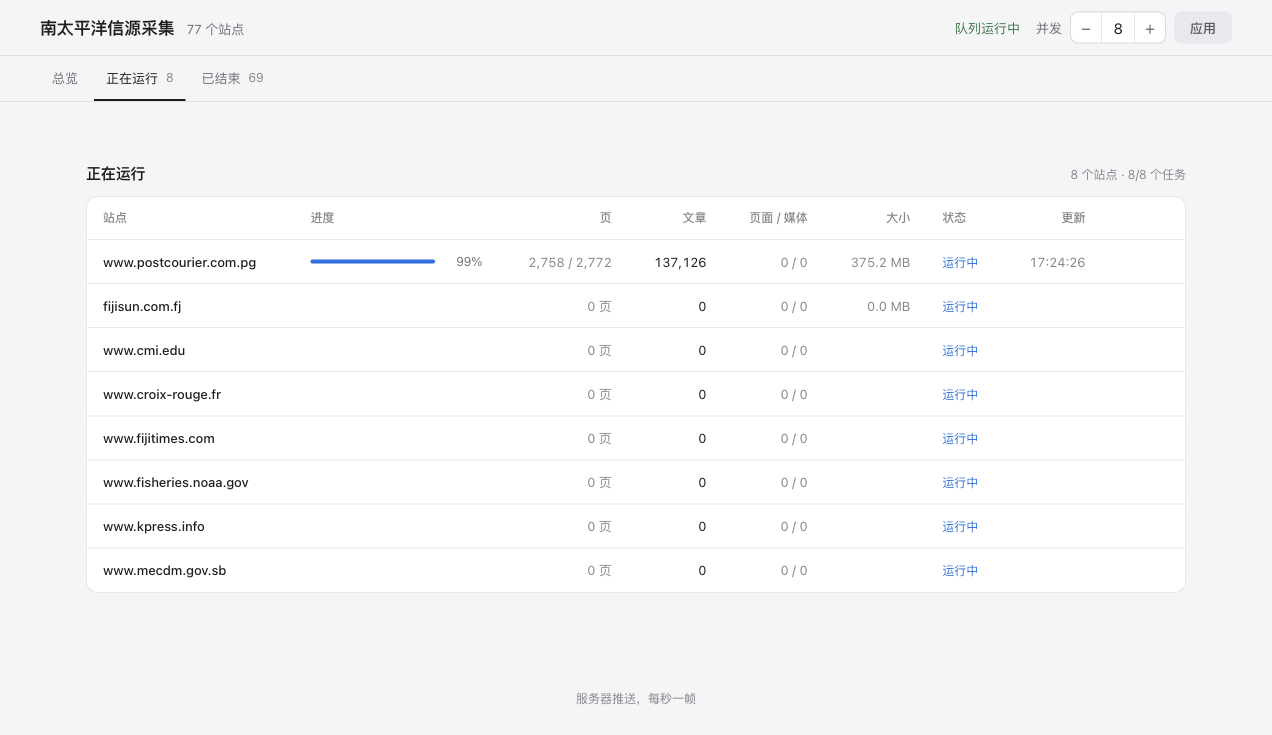 南太平洋信源采集 77 个站点 队列运行中 并发 − 8 + 应用
总览 正在运行 8 已结束 69
正在运行 8 个站点 · 8/8 个任务
站点 进度 页 文章 页面 / 媒体 大小 状态 更新
www.postcourier.com.pg 99% 2,758 / 2,772 137,126 0 / 0 375.2 MB 运行中 17:24:26
fijisun.com.fj 0 页 0 0 / 0 0.0 MB 运行中
www.cmi.edu 0 页 0 0 / 0 运行中
www.croix-rouge.fr 0 页 0 0 / 0 运行中
www.fijitimes.com 0 页 0 0 / 0 运行中
www.fisheries.noaa.gov 0 页 0 0 / 0 运行中
www.kpress.info 0 页 0 0 / 0 运行中
www.mecdm.gov.sb 0 页 0 0 / 0 运行中
服务器推送，每秒一帧